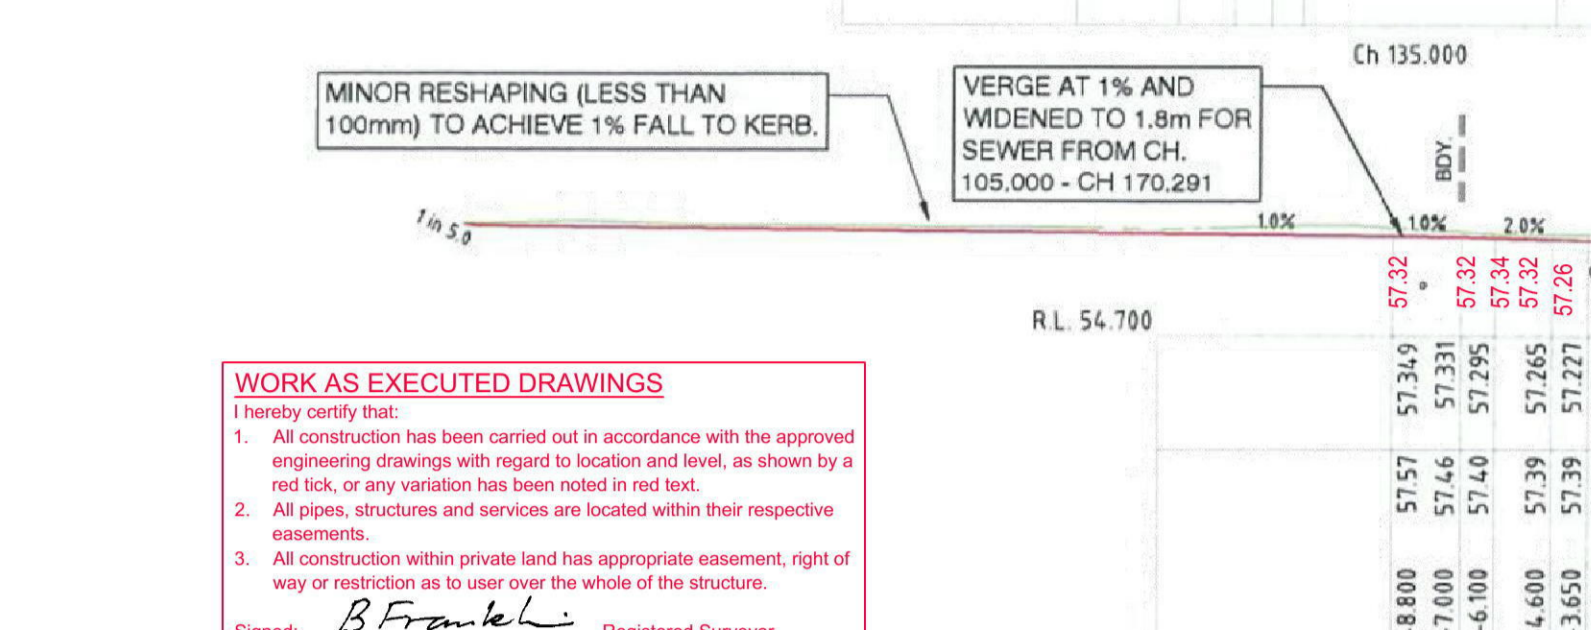 Ch 135.000
MINOR RESHAPING (LESS THAN
100mm) TO ACHIEVE 1% FALL TO KERB.
VERGE AT 1% AND
WIDENED TO 1.8m FOR
SEWER FROM CH.
105.000 - CH 170.291
BDY.
1 in 5.0
1.0%
1.0%
2.0%
57.32
57.32
57.34
57.32
57.26
R.L. 54.700
57.349
57.331
57.295
57.265
57.227
57.57
57.46
57.40
57.39
57.39
-8.800
-7.000
-6.100
4.600
3.650
WORK AS EXECUTED DRAWINGS
I hereby certify that:
1. All construction has been carried out in accordance with the approved
engineering drawings with regard to location and level, as shown by a
red tick, or any variation has been noted in red text.
2. All pipes, structures and services are located within their respective
easements.
3. All construction within private land has appropriate easement, right of
way or restriction as to user over the whole of the structure.
Signed: B Franklin Registered Surveyor